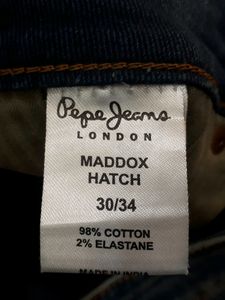 Pepe Jeans
LONDON
MADDOX
HATCH
30/34
98% COTTON
2% ELASTANE
MADE IN INDIA